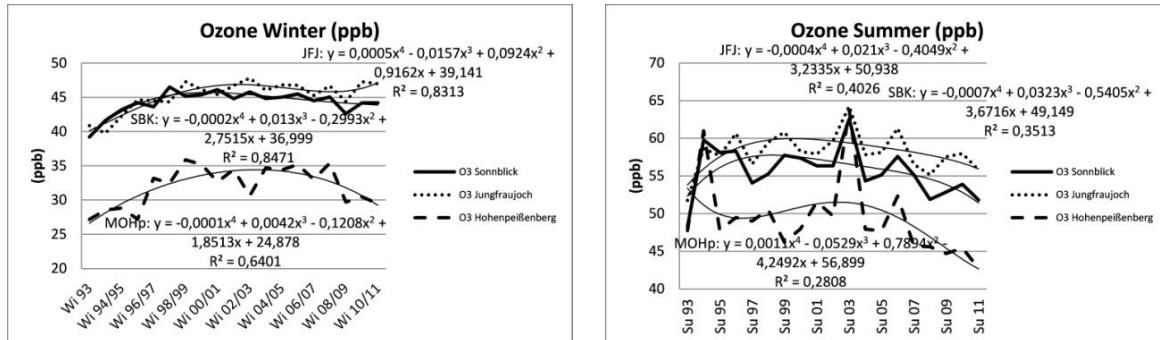 Ozone Winter (ppb)
JFJ: y = 0,0005x⁴ - 0,0157x³ + 0,0924x² +
0,9162x + 39,141
R² = 0,8313
SBK: y = -0,0002x⁴ + 0,013x³ - 0,2993x² +
2,7515x + 36,999
R² = 0,8471
MOHp: y = -0,0001x⁴ + 0,0042x³ - 0,1208x² +
1,8513x + 24,878
R² = 0,6401
(ppb)
50
45
40
35
30
25
20
Wi 93
Wi 94/95
Wi 96/97
Wi 98/99
Wi 00/01
Wi 02/03
Wi 04/05
Wi 06/07
Wi 08/09
Wi 10/11
O3 Sonnblick
O3 Jungfraujoch
O3 Hohenpeißenberg
Ozone Summer (ppb)
JFJ: y = -0,0004x⁴ + 0,021x³ - 0,4049x² +
3,2335x + 50,938
R² = 0,4026
SBK: y = -0,0007x⁴ + 0,0323x³ - 0,5405x² +
3,6716x + 49,149
R² = 0,3513
MOHp: y = 0,0011x⁴ - 0,0529x³ + 0,7894x² -
4,2492x + 56,899
R² = 0,2808
(ppb)
70
65
60
55
50
45
40
Su 93
Su 95
Su 97
Su 99
Su 01
Su 03
Su 05
Su 07
Su 09
Su 11
O3 Sonnblick
O3 Jungfraujoch
O3 Hohenpeißenberg